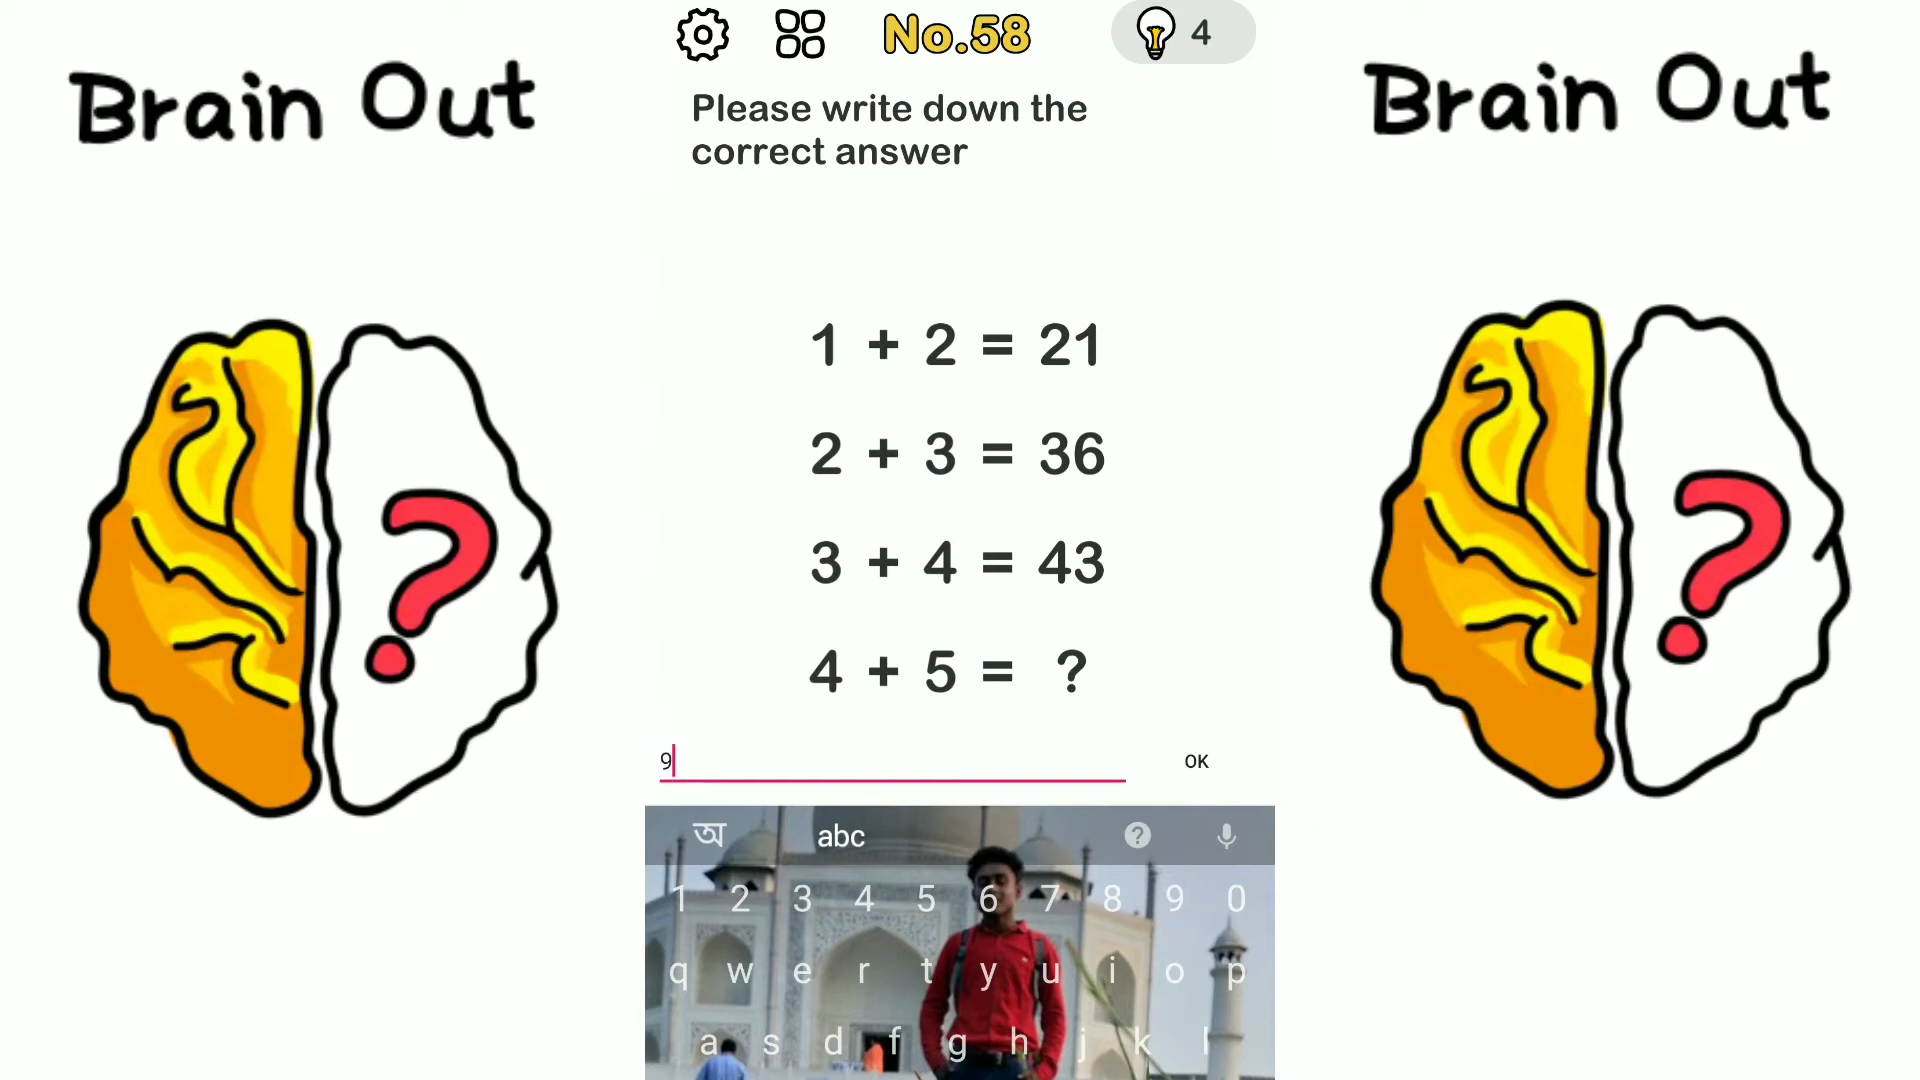 Brain Out
No.58
4
Please write down the
correct answer
1 + 2 = 21
2 + 3 = 36
3 + 4 = 43
4 + 5 = ?
9
OK
অ abc
1 2 3 4 5 6 7 8 9 0
q w e r t y u i o p
a s d f g h j k l
Brain Out